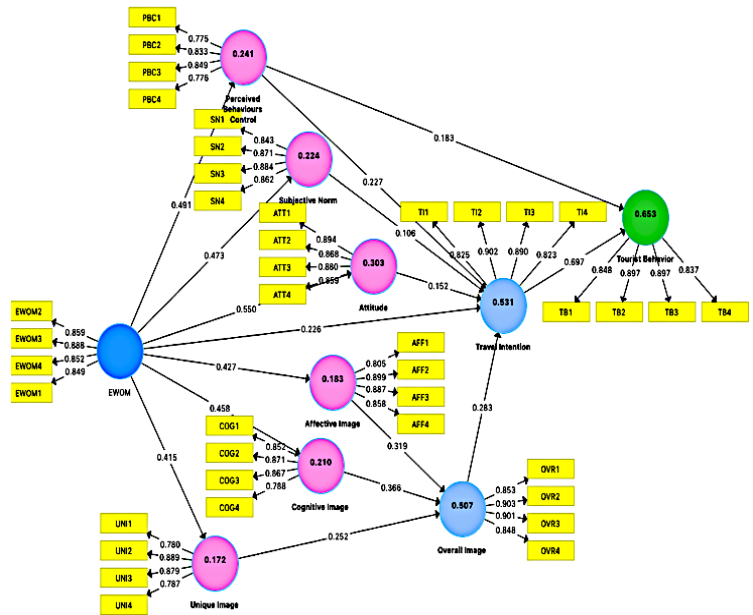 PBC1
PBC2
PBC3
PBC4
0.775
0.833
0.849
0.776
0.241
Perceived
Behaviours
Control
0.183
SN1
SN2
SN3
SN4
0.843
0.871
0.884
0.862
0.224
Subjective Norm
0.491
0.227
0.473
0.106
ATT1
ATT2
ATT3
ATT4
0.894
0.868
0.880
0.859
0.303
Attitude
0.550
0.152
TI1
TI2
TI3
TI4
0.825
0.902
0.890
0.823
0.531
Travel Intention
0.697
0.653
Tourist Behavior
0.848
0.897
0.897
0.837
TB1
TB2
TB3
TB4
EWOM2
EWOM3
EWOM4
EWOM1
0.859
0.888
0.852
0.849
EWOM
0.226
0.427
0.183
Affective Image
0.805
0.899
0.887
0.858
AFF1
AFF2
AFF3
AFF4
0.283
0.458
0.319
0.415
COG1
COG2
COG3
COG4
0.852
0.871
0.867
0.788
0.210
Cognitive Image
0.366
0.507
Overall Image
0.853
0.903
0.901
0.848
OVR1
OVR2
OVR3
OVR4
0.252
UNI1
UNI2
UNI3
UNI4
0.780
0.889
0.879
0.787
0.172
Unique Image